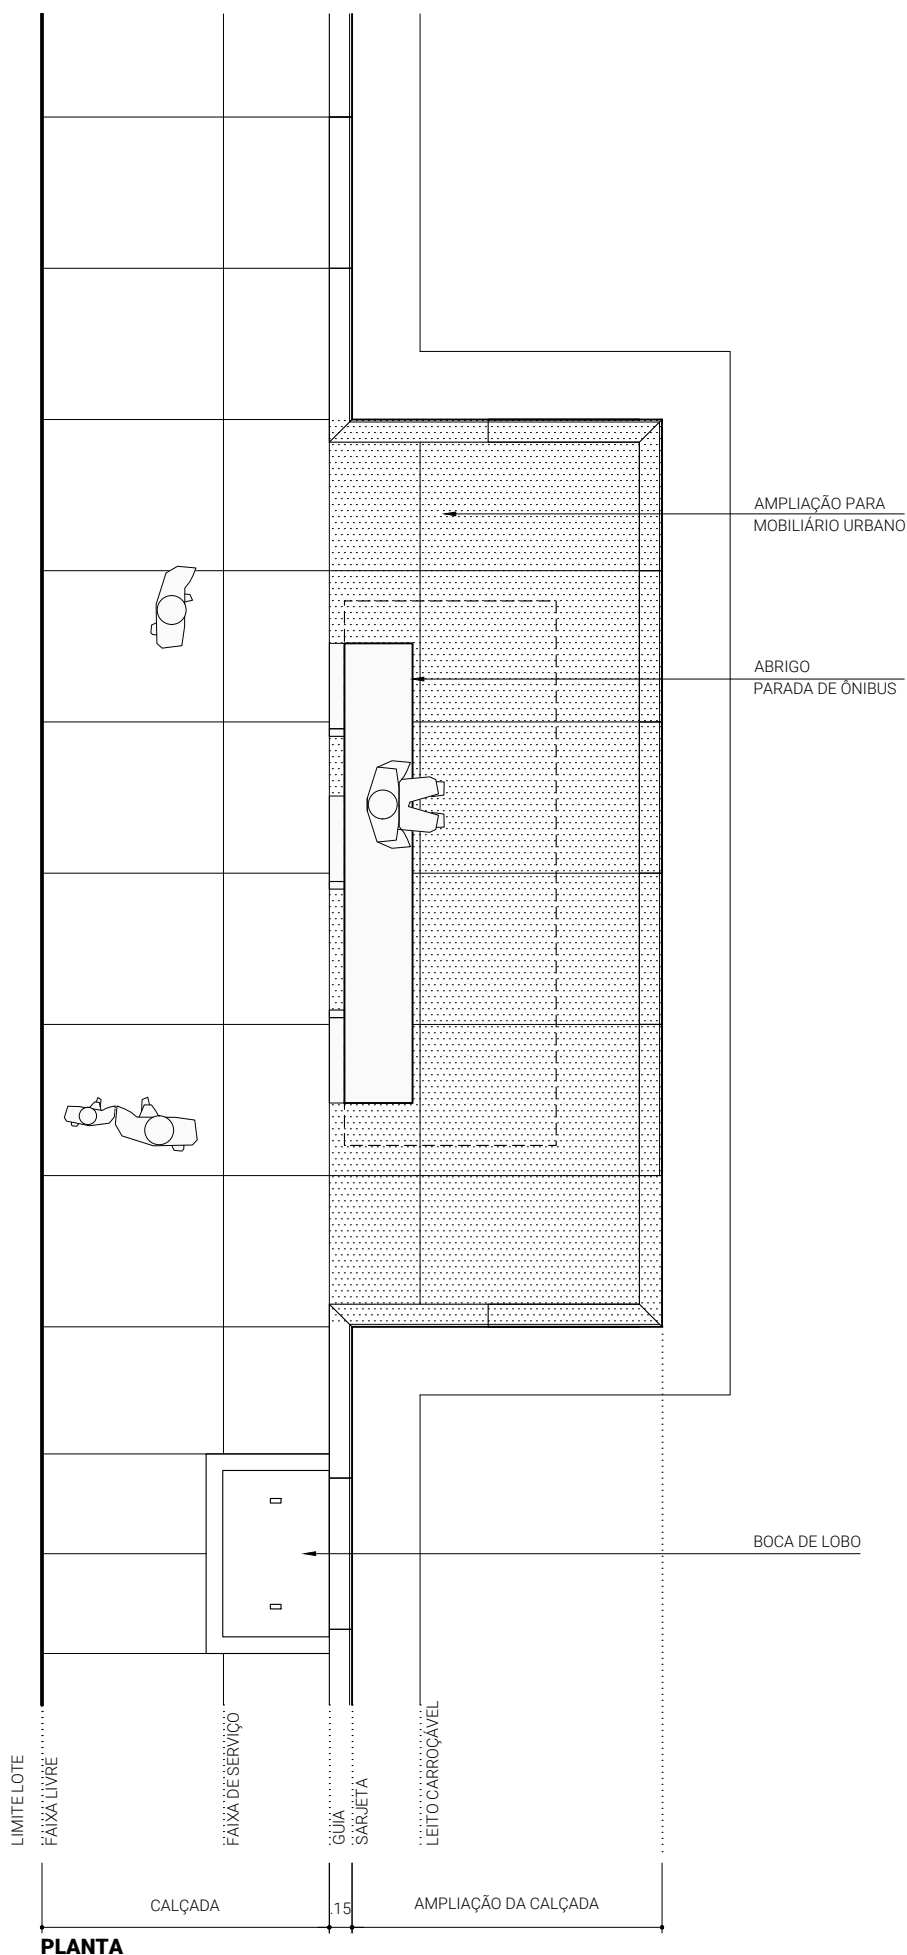 AMPLIAÇÃO PARA
MOBILIÁRIO URBANO
ABRIGO
PARADA DE ÔNIBUS
BOCA DE LOBO
LIMITE LOTE
FAIXA LIVRE
FAIXA DE SERVIÇO
GUIA
SARJETA
LEITO CARROÇÁVEL
CALÇADA
.15
AMPLIAÇÃO DA CALÇADA
PLANTA